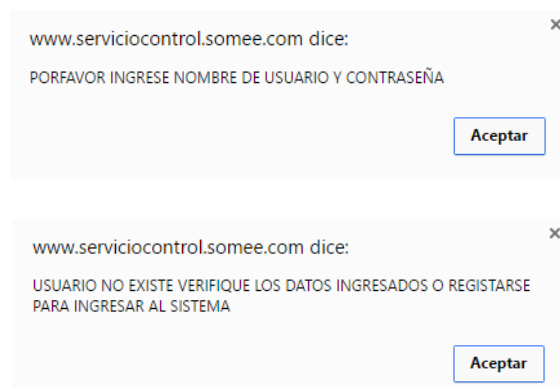 www.serviciocontrol.somee.com dice:
PORFAVOR INGRESE NOMBRE DE USUARIO Y CONTRASEÑA
Aceptar
www.serviciocontrol.somee.com dice:
USUARIO NO EXISTE VERIFIQUE LOS DATOS INGRESADOS O REGISTRARSE
PARA INGRESAR AL SISTEMA
Aceptar